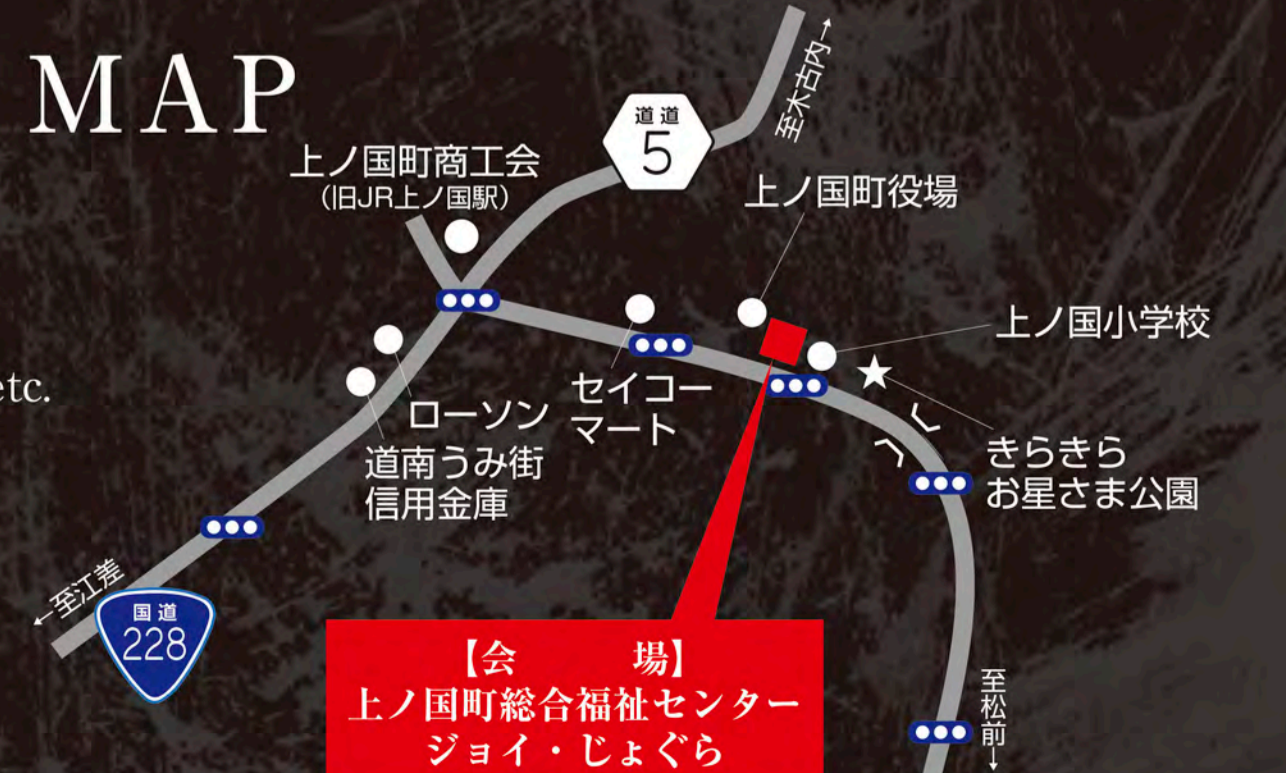 MAP
至木古内→
道道
5
上ノ国町商工会
（旧JR上ノ国駅）
上ノ国町役場
上ノ国小学校
etc.
ローソン
セイコー
マート
道南うみ街
信用金庫
きらきら
お星さま公園
←至江差
国道
228
【会　場】
上ノ国町総合福祉センター
ジョイ・じょぐら
至松前→